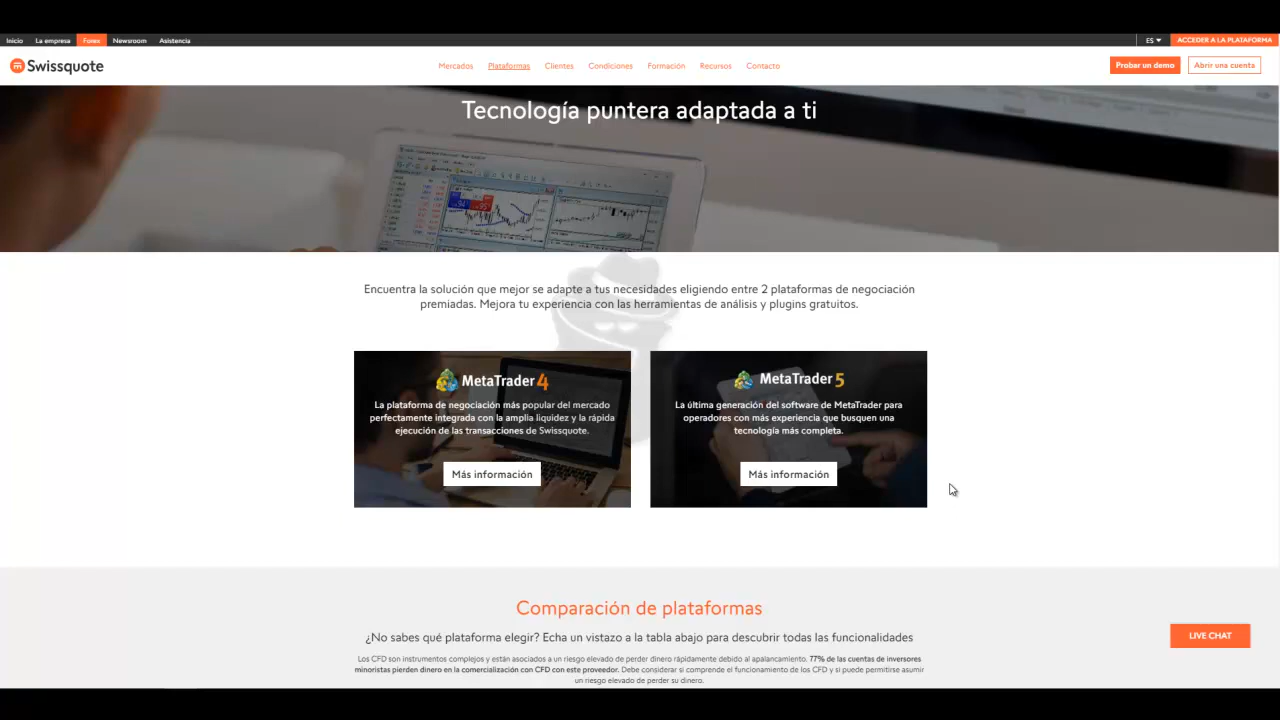 Inicio La empresa Forex Newsroom Asistencia ES ACCEDER A LA PLATAFORMA
Swissquote Mercados Plataformas Clientes Condiciones Formación Recursos Contacto Probar un demo Abrir una cuenta
Tecnología puntera adaptada a ti
Encuentra la solución que mejor se adapte a tus necesidades eligiendo entre 2 plataformas de negociación
premiadas. Mejora tu experiencia con las herramientas de análisis y plugins gratuitos.
MetaTrader 4
La plataforma de negociación más popular del mercado
perfectamente integrada con la amplia liquidez y la rápida
ejecución de las transacciones de Swissquote.
Más información
MetaTrader 5
La última generación del software de MetaTrader para
operadores con más experiencia que busquen una
tecnología más completa.
Más información
Comparación de plataformas
¿No sabes qué plataforma elegir? Echa un vistazo a la tabla abajo para descubrir todas las funcionalidades
LIVE CHAT
Los CFD son instrumentos complejos y están asociados a un riesgo elevado de perder dinero rápidamente debido al apalancamiento. 77% de las cuentas de inversores
minoristas pierden dinero en la comercialización con CFD con este proveedor. Debe considerar si comprende el funcionamiento de los CFD y si puede permitirse asumir
un riesgo elevado de perder su dinero.